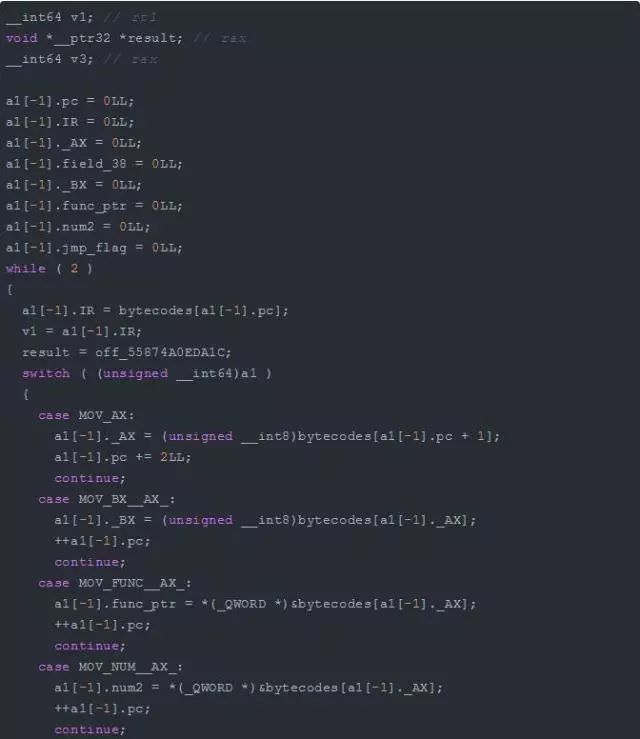 __int64 v1; // rt1
void *__ptr32 *result; // rax
__int64 v3; // rax
a1[-1].pc = 0LL;
a1[-1].IR = 0LL;
a1[-1]._AX = 0LL;
a1[-1].field_38 = 0LL;
a1[-1]._BX = 0LL;
a1[-1].func_ptr = 0LL;
a1[-1].num2 = 0LL;
a1[-1].jmp_flag = 0LL;
while ( 2 )
{
a1[-1].IR = bytecodes[a1[-1].pc];
v1 = a1[-1].IR;
result = off_55874A0EDA1C;
switch ( (unsigned __int64)a1 )
{
case MOV_AX:
a1[-1]._AX = (unsigned __int8)bytecodes[a1[-1].pc + 1];
a1[-1].pc += 2LL;
continue;
case MOV_BX__AX_:
a1[-1]._BX = (unsigned __int8)bytecodes[a1[-1]._AX];
++a1[-1].pc;
continue;
case MOV_FUNC__AX_:
a1[-1].func_ptr = *(_QWORD *)&bytecodes[a1[-1]._AX];
++a1[-1].pc;
continue;
case MOV_NUM__AX_:
a1[-1].num2 = *(_QWORD *)&bytecodes[a1[-1]._AX];
++a1[-1].pc;
continue;